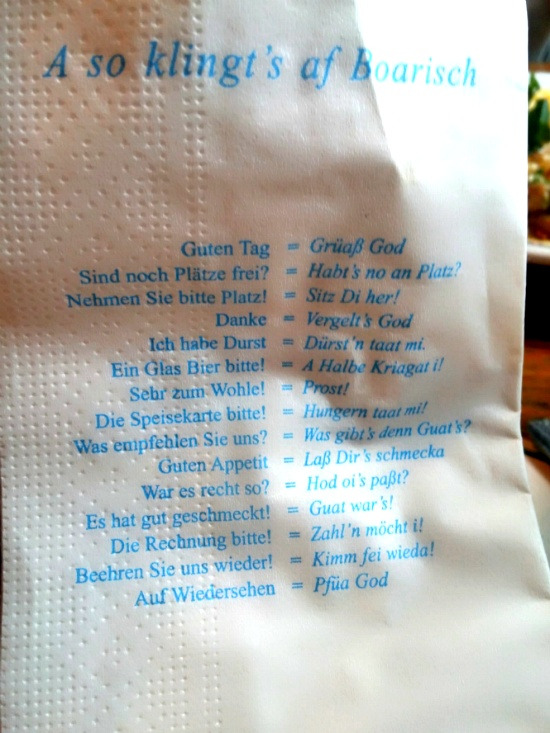 A so klingt's af Boarisch
Guten Tag = Grüaß God
Sind noch Plätze frei? = Habt's no an Platz?
Nehmen Sie bitte Platz! = Sitz Di her!
Danke = Vergelt's God
Ich habe Durst = Dürst'n taat mi.
Ein Glas Bier bitte! = A Halbe Kriagat i!
Sehr zum Wohle! = Prost!
Die Speisekarte bitte! = Hungern taat mi!
Was empfehlen Sie uns? = Was gibt's denn Guat's?
Guten Appetit = Laß Dir's schmecka
War es recht so? = Hod oi's paßt?
Es hat gut geschmeckt! = Guat war's!
Die Rechnung bitte! = Zahl'n möcht i!
Beehren Sie uns wieder! = Kimm fei wieda!
Auf Wiedersehen = Pfüa God